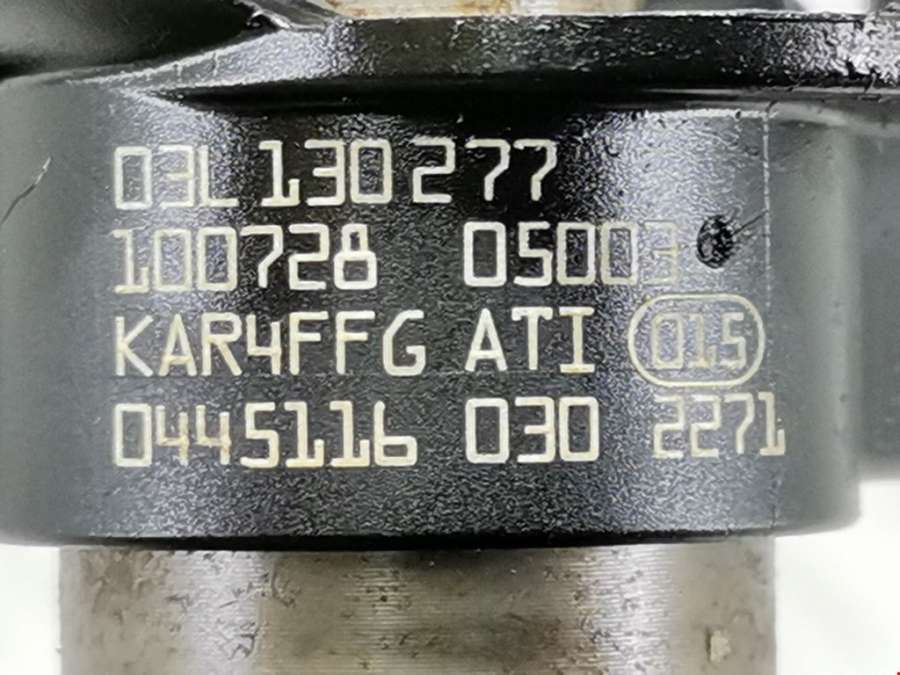 03L 130 277
100728 05003
KAR4FFG ATI 015
0445116 030 2271